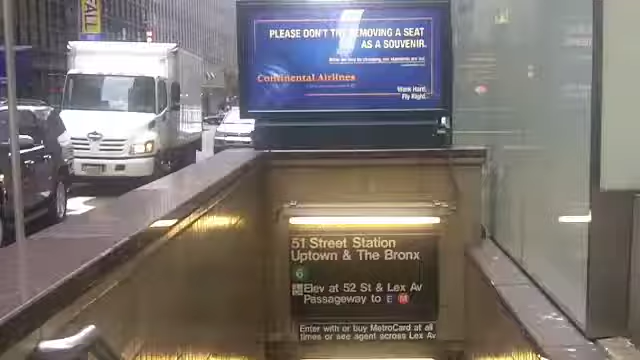 ALL
PLEASE DON'T TRY REMOVING A SEAT
AS A SOUVENIR.
Continental Airlines
Work Hard.
Fly Right.
51 Street Station
Uptown & The Bronx
6
Elev at 52 St & Lex Av
Passageway to E M
Enter with or buy MetroCard at all
times or see agent across Lex Av